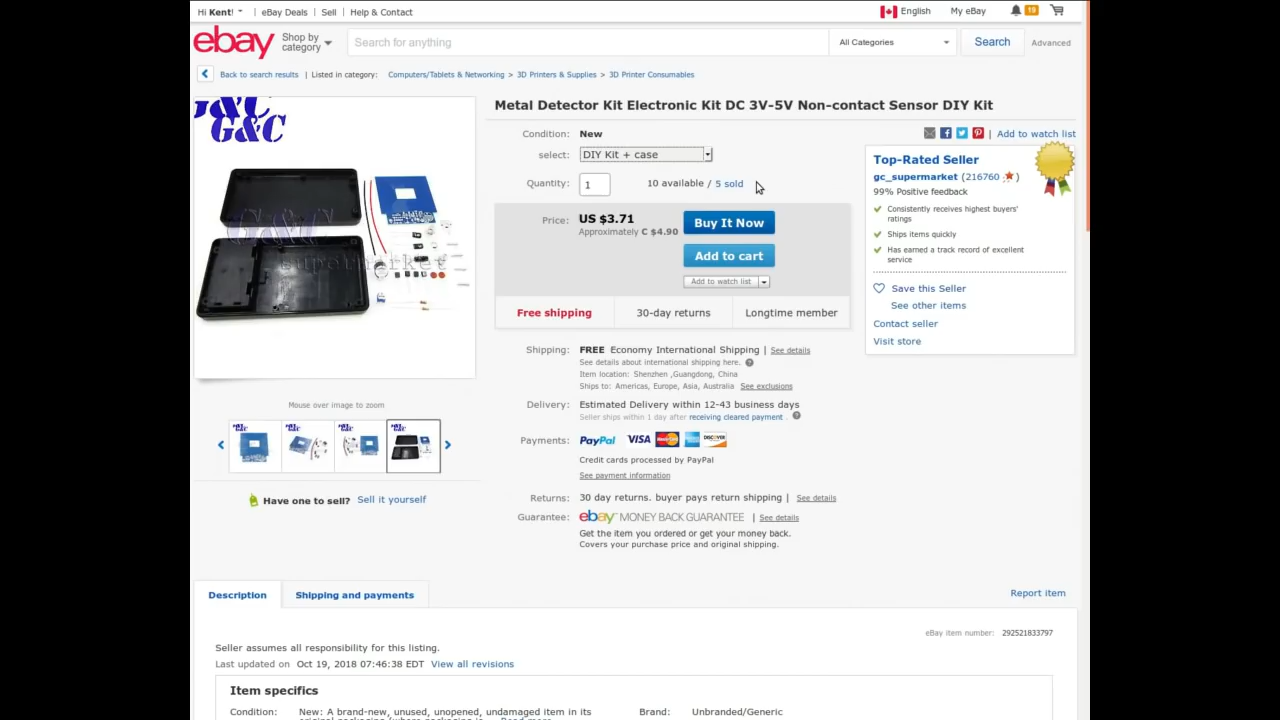 Hi Kent! | eBay Deals | Sell | Help & Contact
English My eBay 19
ebay Shop by category Search for anything All Categories Search Advanced
Back to search results | Listed in category: Computers/Tablets & Networking > 3D Printers & Supplies > 3D Printer Consumables
G&C
G&C
G&C
supermarket
Mouse over image to zoom
Have one to sell? Sell it yourself
Metal Detector Kit Electronic Kit DC 3V-5V Non-contact Sensor DIY Kit
Condition: New
| Add to watch list
select: DIY Kit + case
Quantity: 1 10 available / 5 sold
Price: US $3.71
Approximately C $4.90
Buy It Now
Add to cart
Add to watch list
Free shipping 30-day returns Longtime member
Shipping: FREE Economy International Shipping | See details
See details about international shipping here.
Item location: Shenzhen ,Guangdong, China
Ships to: Americas, Europe, Asia, Australia See exclusions
Delivery: Estimated Delivery within 12-43 business days
Seller ships within 1 day after receiving cleared payment .
Payments: PayPal VISA MasterCard DISCOVER
Credit cards processed by PayPal
See payment information
Returns: 30 day returns. buyer pays return shipping | See details
Guarantee: ebay MONEY BACK GUARANTEE | See details
Get the item you ordered or get your money back.
Covers your purchase price and original shipping.
Top-Rated Seller
gc_supermarket (216760 )
99% Positive feedback
Consistently receives highest buyers'
ratings
Ships items quickly
Has earned a track record of excellent
service
Save this Seller
See other items
Contact seller
Visit store
Description Shipping and payments Report item
eBay item number: 292521833797
Seller assumes all responsibility for this listing.
Last updated on Oct 19, 2018 07:46:38 EDT View all revisions
Item specifics
Condition: New: A brand-new, unused, unopened, undamaged item in its
Brand: Unbranded/Generic